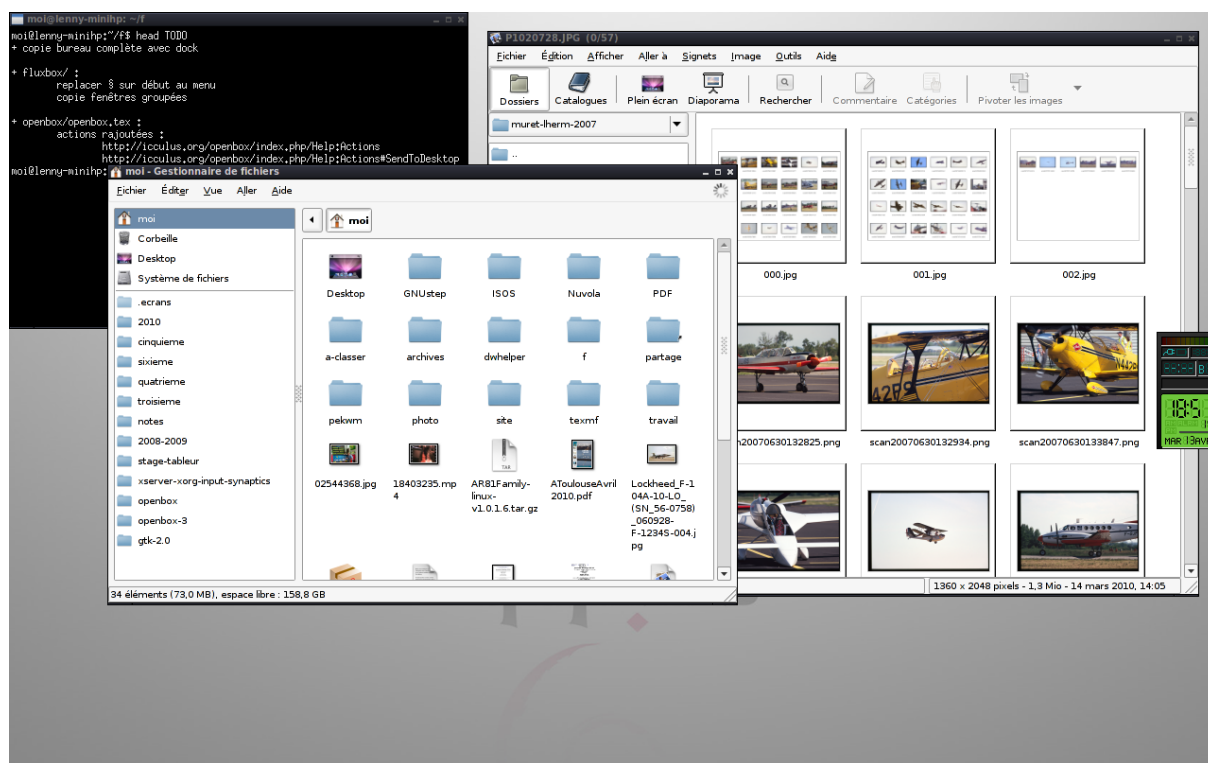 moi@lenny-minihp: ~/f
moi@lenny-minihp:~/f$ head TODO
+ copie bureau complète avec dock
+ fluxbox/ :
replacer § sur début au menu
copie fenêtres groupées
+ openbox/openbox.tex :
actions rajoutées :
http://icculus.org/openbox/index.php/Help:Actions
http://icculus.org/openbox/index.php/Help:Actions#SendToDesktop
moi@lenny-minihp:
P1020728.JPG (0/57)
Fichier Édition Afficher Aller à Signets Image Outils Aide
Dossiers Catalogues Plein écran Diaporama Rechercher Commentaire Catégories Pivoter les images
muret-lherm-2007
..
000.jpg 001.jpg 002.jpg
n20070630132825.png scan20070630132934.png scan20070630133847.png
1360 x 2048 pixels - 1,3 Mio - 14 mars 2010, 14:05
moi - Gestionnaire de fichiers
Fichier Éditer Vue Aller Aide
moi
Corbeille
Desktop
Système de fichiers
.ecrans
2010
cinquieme
sixieme
quatrieme
troisieme
notes
2008-2009
stage-tableur
xserver-xorg-input-synaptics
openbox
openbox-3
gtk-2.0
moi
Desktop GNUstep ISOS Nuvola PDF
a-classer archives dwhelper f partage
pekwm photo site texmf travail
TAR
02544368.jpg 18403235.mp4 AR81Family-linux-v1.0.1.6.tar.gz AToulouseAvril2010.pdf Lockheed_F-104A-10-LO_(SN_56-0758)_060928-F-1234S-004.jpg
34 éléments (73,0 MB), espace libre : 158,8 GB
18:5
MAR 13AV